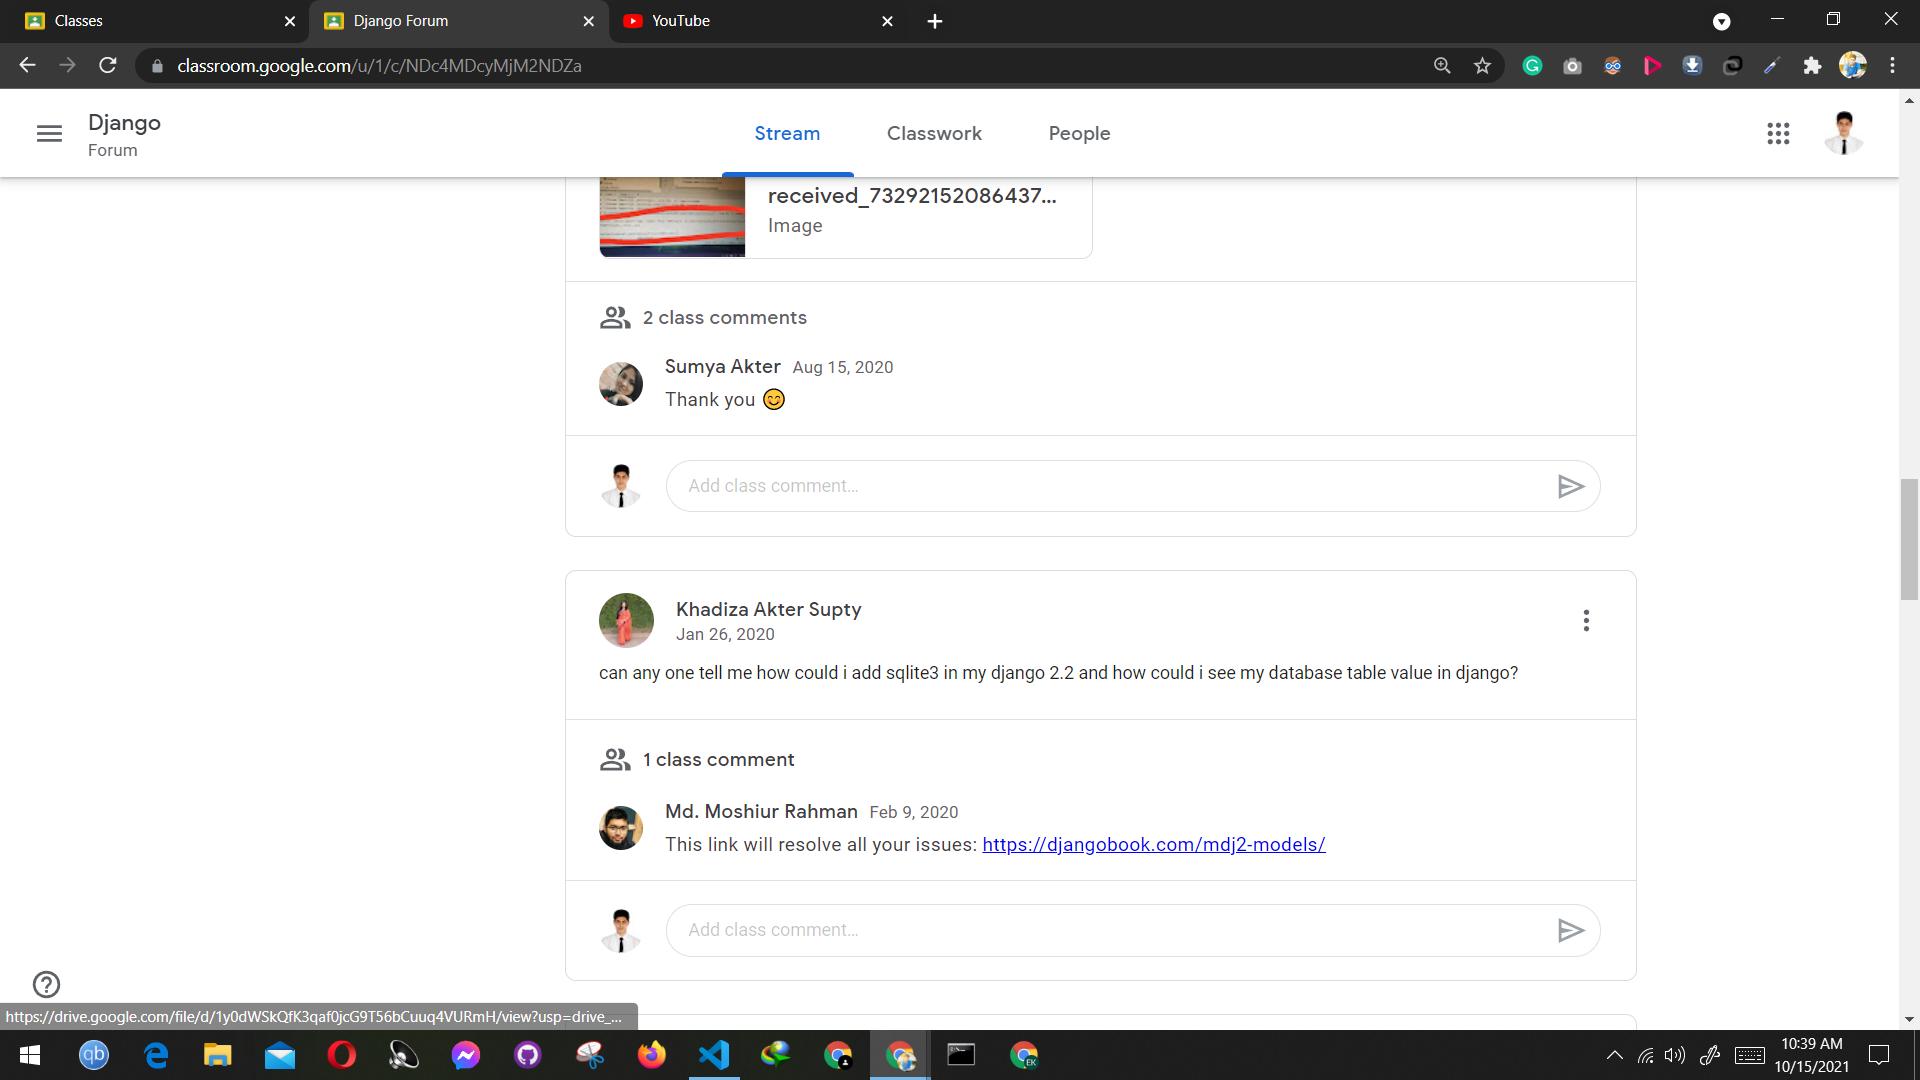 Classes
Django Forum
YouTube
classroom.google.com/u/1/c/NDc4MDcyMjM2NDZa
Django
Forum
Stream
Classwork
People
received_73292152086437...
Image
2 class comments
Sumya Akter Aug 15, 2020
Thank you 😊
Add class comment...
Khadiza Akter Supty
Jan 26, 2020
can any one tell me how could i add sqlite3 in my django 2.2 and how could i see my database table value in django?
1 class comment
Md. Moshiur Rahman Feb 9, 2020
This link will resolve all your issues: https://djangobook.com/mdj2-models/
Add class comment...
https://drive.google.com/file/d/1y0dWSkQfK3qaf0jcG9T56bCuuq4VURmH/view?usp=drive_...
qb
EK
10:39 AM
10/15/2021